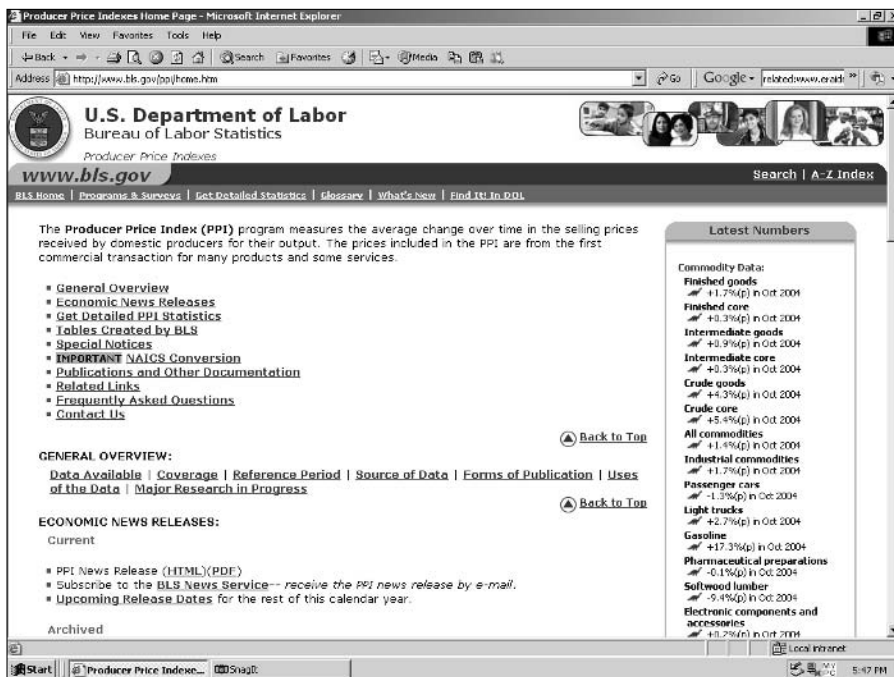 Producer Price Indexes Home Page - Microsoft Internet Explorer
File Edit View Favorites Tools Help
Back Search Favorites Media
Address http://www.bls.gov/ppi/home.htm Go Google related:www.eraid
U.S. Department of Labor
Bureau of Labor Statistics
Producer Price Indexes
www.bls.gov Search | A-Z Index
BLS Home | Programs & Surveys | Get Detailed Statistics | Glossary | What's New | Find It! In DOL
The Producer Price Index (PPI) program measures the average change over time in the selling prices
received by domestic producers for their output. The prices included in the PPI are from the first
commercial transaction for many products and some services.
General Overview
Economic News Releases
Get Detailed PPI Statistics
Tables Created by BLS
Special Notices
IMPORTANT NAICS Conversion
Publications and Other Documentation
Related Links
Frequently Asked Questions
Contact Us
Back to Top
GENERAL OVERVIEW:
Data Available | Coverage | Reference Period | Source of Data | Forms of Publication | Uses
of the Data | Major Research in Progress
Back to Top
ECONOMIC NEWS RELEASES:
Current
PPI News Release (HTML)(PDF)
Subscribe to the BLS News Service-- receive the PPI news release by e-mail.
Upcoming Release Dates for the rest of this calendar year.
Archived
Latest Numbers
Commodity Data:
Finished goods
+1.7%(p) in Oct 2004
Finished core
+0.3%(p) in Oct 2004
Intermediate goods
+0.9%(p) in Oct 2004
Intermediate core
+0.3%(p) in Oct 2004
Crude goods
+4.3%(p) in Oct 2004
Crude core
+5.4%(p) in Oct 2004
All commodities
+1.4%(p) in Oct 2004
Industrial commodities
+1.7%(p) in Oct 2004
Passenger cars
-1.3%(p) in Oct 2004
Light trucks
+2.7%(p) in Oct 2004
Gasoline
+17.3%(p) in Oct 2004
Pharmaceutical preparations
-0.1%(p) in Oct 2004
Softwood lumber
-9.4%(p) in Oct 2004
Electronic components and
accessories
+0.2%(p) in Oct 2004
Local intranet
Start Producer Price Indexe... SnagIt 5:47 PM